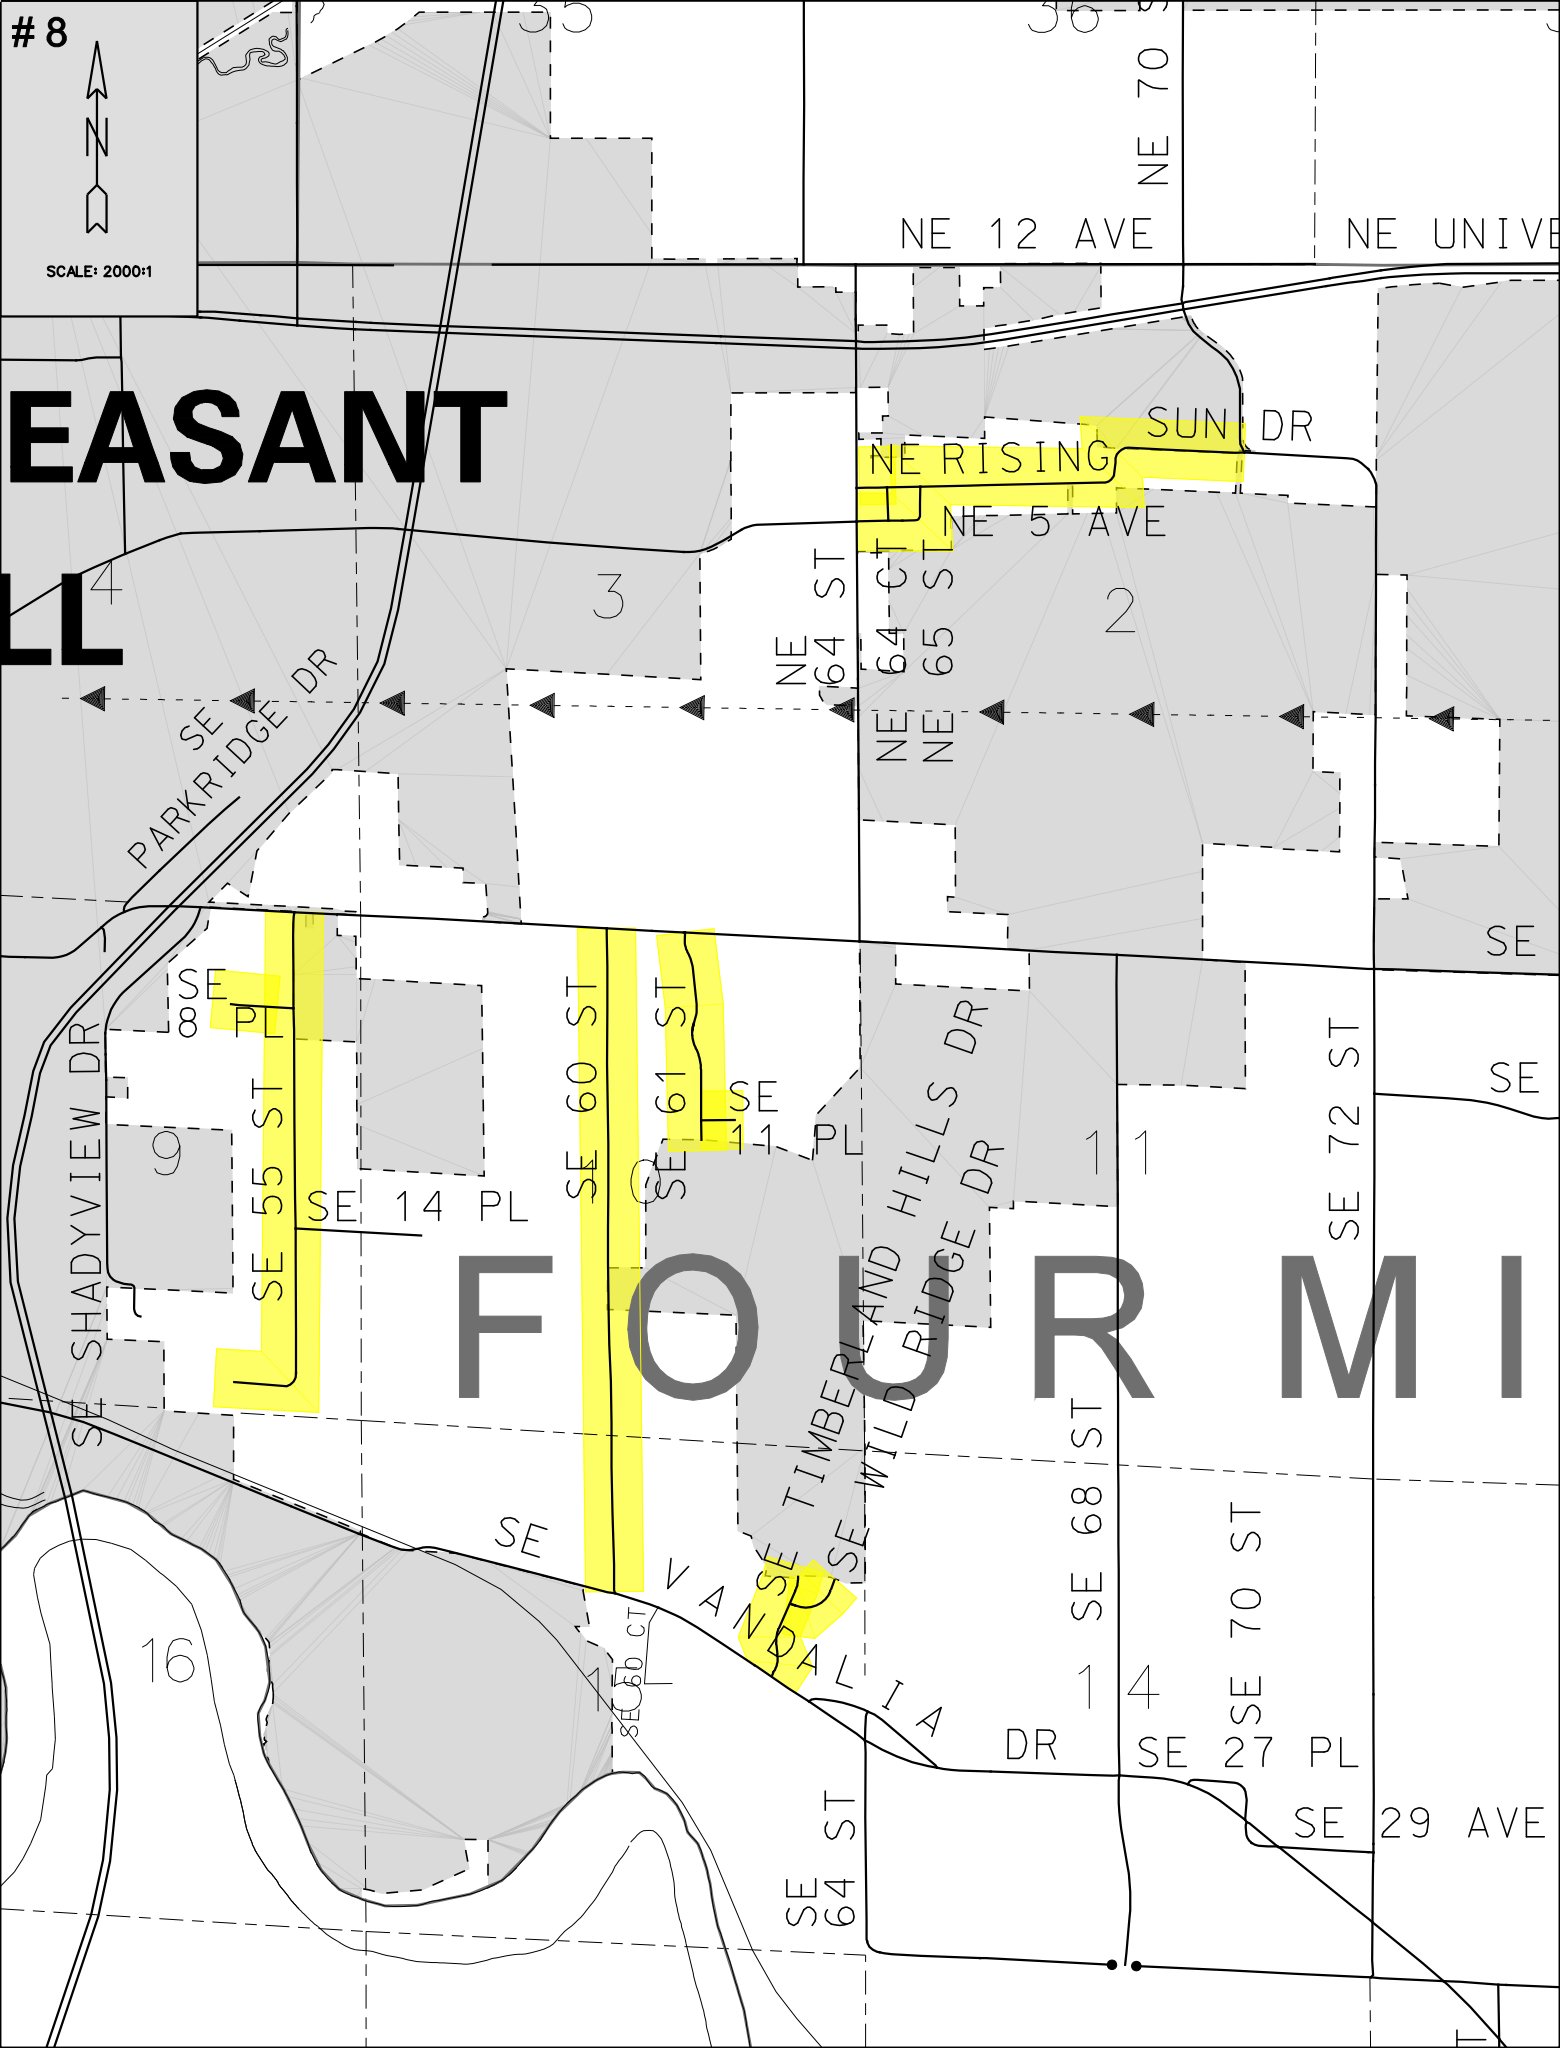 # 8
N
SCALE: 2000:1
35
36
NE 70 S
NE 12 AVE
NE UNIVE
EASANT
LL
SUN DR
NE RISING
NE 5 AVE
4
3
2
NE
64 ST
NE 64 CT
NE 65 ST
SE
PARKRIDGE DR
SE
8 PL
SE SHADYVIEW DR
SE 55 ST
9
SE 14 PL
SE 60 ST
SE 61 ST
SE
11 PL
SE TIMBERLAND HILLS DR
SE WILD RIDGE DR
11
SE 72 ST
SE
SE
FOUR MI
SE 68 ST
SE 70 ST
SE VANDALIA DR
16
15
SE 60 CT
14
SE 27 PL
SE 29 AVE
SE
64 ST
T